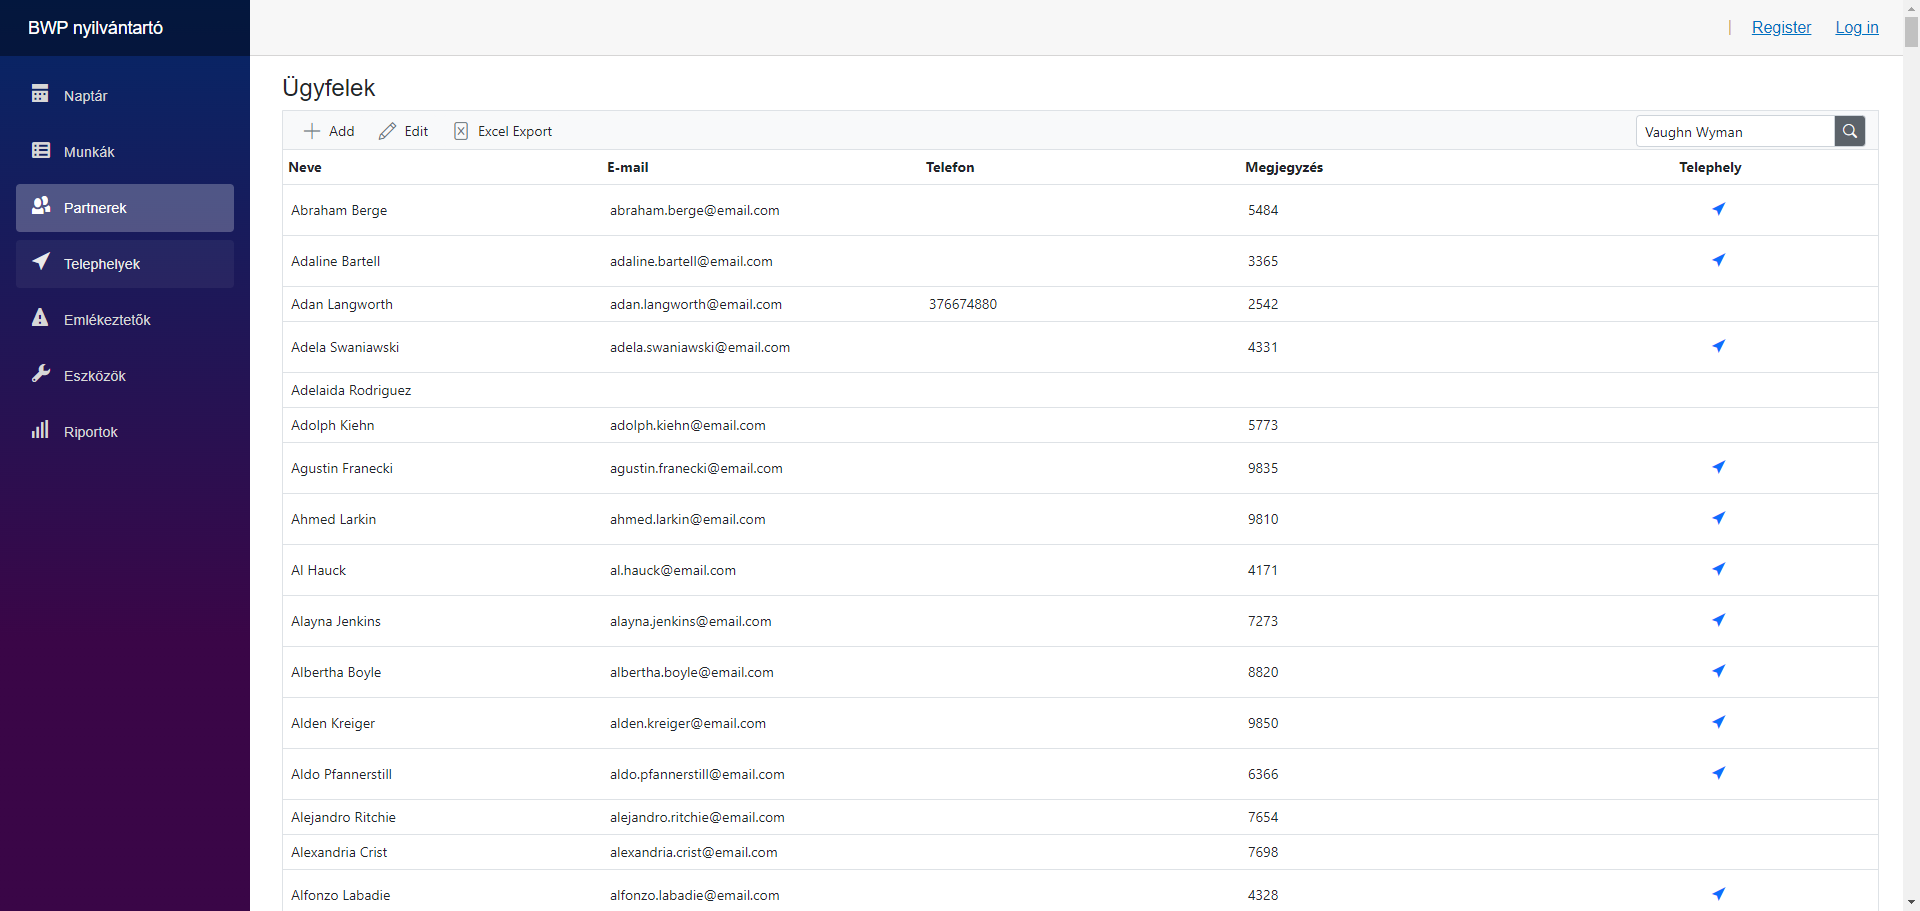 BWP nyilvántartó
Register Log in
Naptár
Munkák
Partnerek
Telephelyek
Emlékeztetők
Eszközök
Riportok
Ügyfelek
Add Edit Excel Export Vaughn Wyman
Neve E-mail Telefon Megjegyzés Telephely
Abraham Berge abraham.berge@email.com 5484
Adaline Bartell adaline.bartell@email.com 3365
Adan Langworth adan.langworth@email.com 376674880 2542
Adela Swaniawski adela.swaniawski@email.com 4331
Adelaida Rodriguez
Adolph Kiehn adolph.kiehn@email.com 5773
Agustin Franecki agustin.franecki@email.com 9835
Ahmed Larkin ahmed.larkin@email.com 9810
Al Hauck al.hauck@email.com 4171
Alayna Jenkins alayna.jenkins@email.com 7273
Albertha Boyle albertha.boyle@email.com 8820
Alden Kreiger alden.kreiger@email.com 9850
Aldo Pfannerstill aldo.pfannerstill@email.com 6366
Alejandro Ritchie alejandro.ritchie@email.com 7654
Alexandria Crist alexandria.crist@email.com 7698
Alfonzo Labadie alfonzo.labadie@email.com 4328